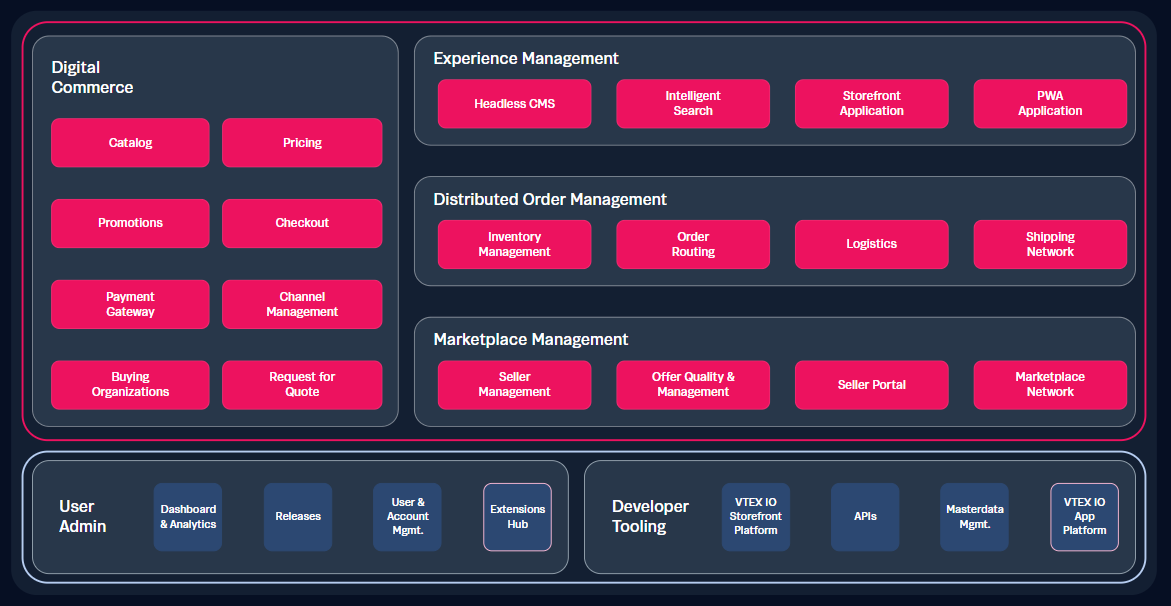 Digital
Commerce
Catalog
Pricing
Promotions
Checkout
Payment
Gateway
Channel
Management
Buying
Organizations
Request for
Quote
Experience Management
Headless CMS
Intelligent
Search
Storefront
Application
PWA
Application
Distributed Order Management
Inventory
Management
Order
Routing
Logistics
Shipping
Network
Marketplace Management
Seller
Management
Offer Quality &
Management
Seller Portal
Marketplace
Network
User
Admin
Dashboard
& Analytics
Releases
User &
Account
Mgmt.
Extensions
Hub
Developer
Tooling
VTEX IO
Storefront
Platform
APIs
Masterdata
Mgmt.
VTEX IO
App
Platform